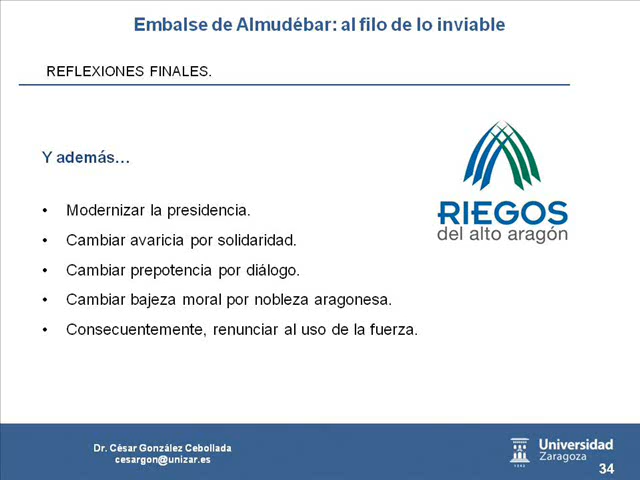 Embalse de Almudébar: al filo de lo inviable
REFLEXIONES FINALES.
Y además…
RIEGOS
del alto aragón
• Modernizar la presidencia.
• Cambiar avaricia por solidaridad.
• Cambiar prepotencia por diálogo.
• Cambiar bajeza moral por nobleza aragonesa.
• Consecuentemente, renunciar al uso de la fuerza.
Dr. César González Cebollada
cesargon@unizar.es
Universidad
Zaragoza
1542
34